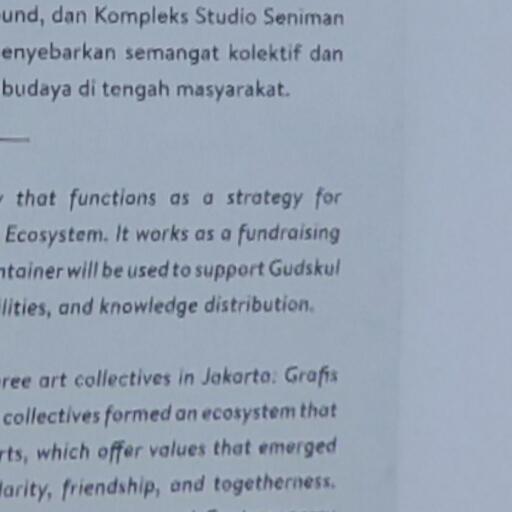 und, dan Kompleks Studio Seniman
enyebarkan semangat kolektif dan
budaya di tengah masyarakat.
that functions as a strategy for
Ecosystem. It works as a fundraising
ntainer will be used to support Gudskul
lities, and knowledge distribution.
ree art collectives in Jakarta: Grafis
collectives formed an ecosystem that
rts, which offer values that emerged
larity, friendship, and togetherness.